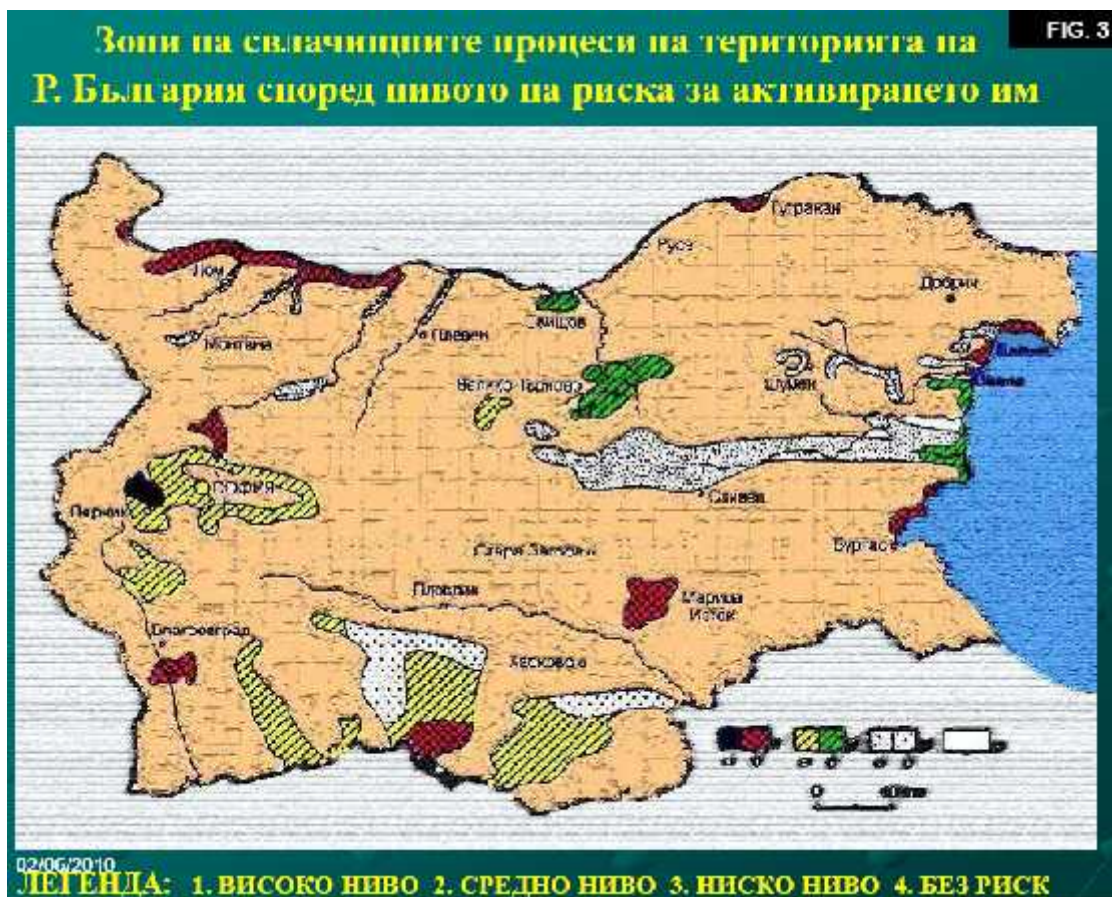 FIG. 3
Зони на свлачищните процеси на територията на
Р. България според нивото на риска за активирането им
Тутракан
Русе
Лом
Добрич
Свищов
Плевен
Монтана
Шумен
Велико Търново
СОФИЯ
Сливен
Перник
Бургас
Стара Загора
Пловдив
Марица
Исток
Благоевград
Хасково
0
02/06/2010
ЛЕГЕНДА: 1. ВИСОКО НИВО 2. СРЕДНО НИВО 3. НИСКО НИВО 4. БЕЗ РИСК